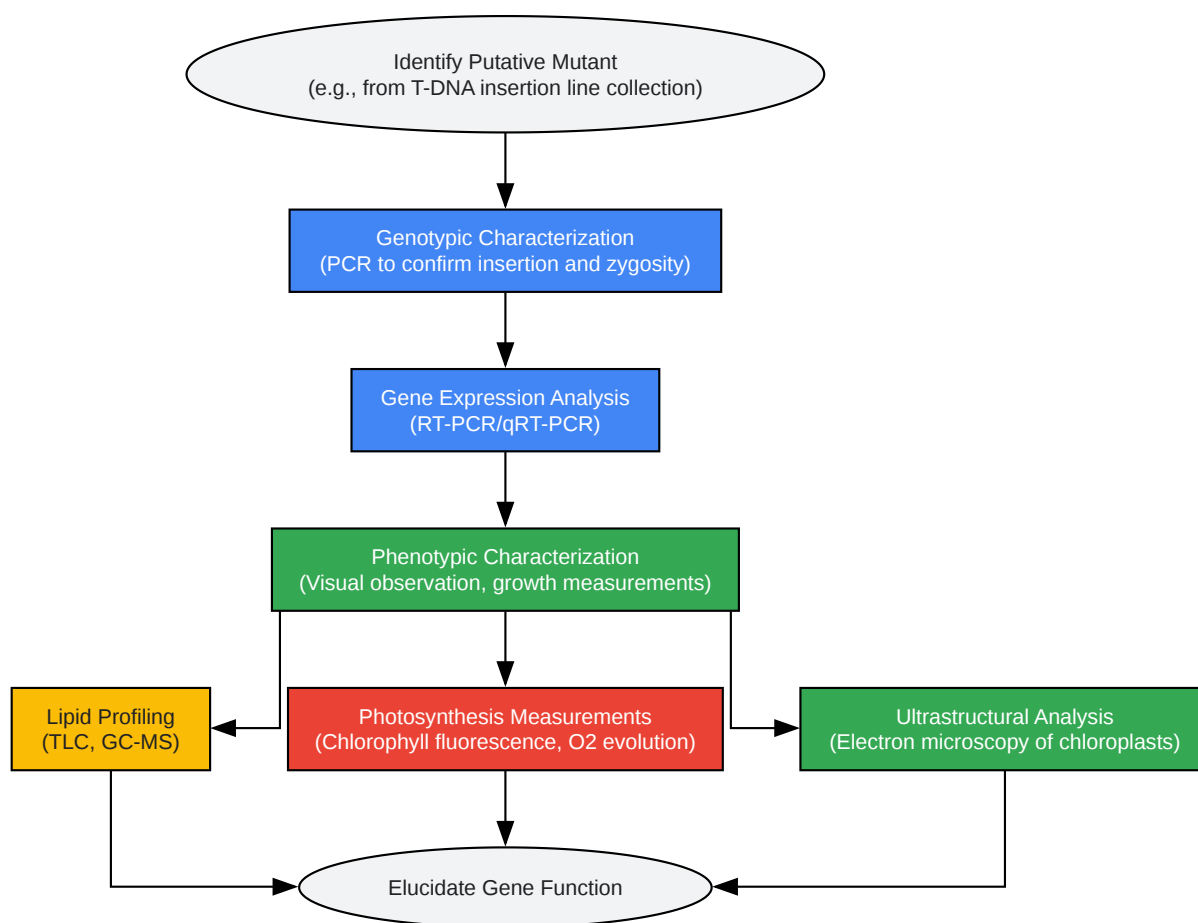 Identify Putative Mutant
(e.g., from T-DNA insertion line collection)
Genotypic Characterization
(PCR to confirm insertion and zygosity)
Gene Expression Analysis
(RT-PCR/qRT-PCR)
Phenotypic Characterization
(Visual observation, growth measurements)
Lipid Profiling
(TLC, GC-MS)
Photosynthesis Measurements
(Chlorophyll fluorescence, O2 evolution)
Ultrastructural Analysis
(Electron microscopy of chloroplasts)
Elucidate Gene Function